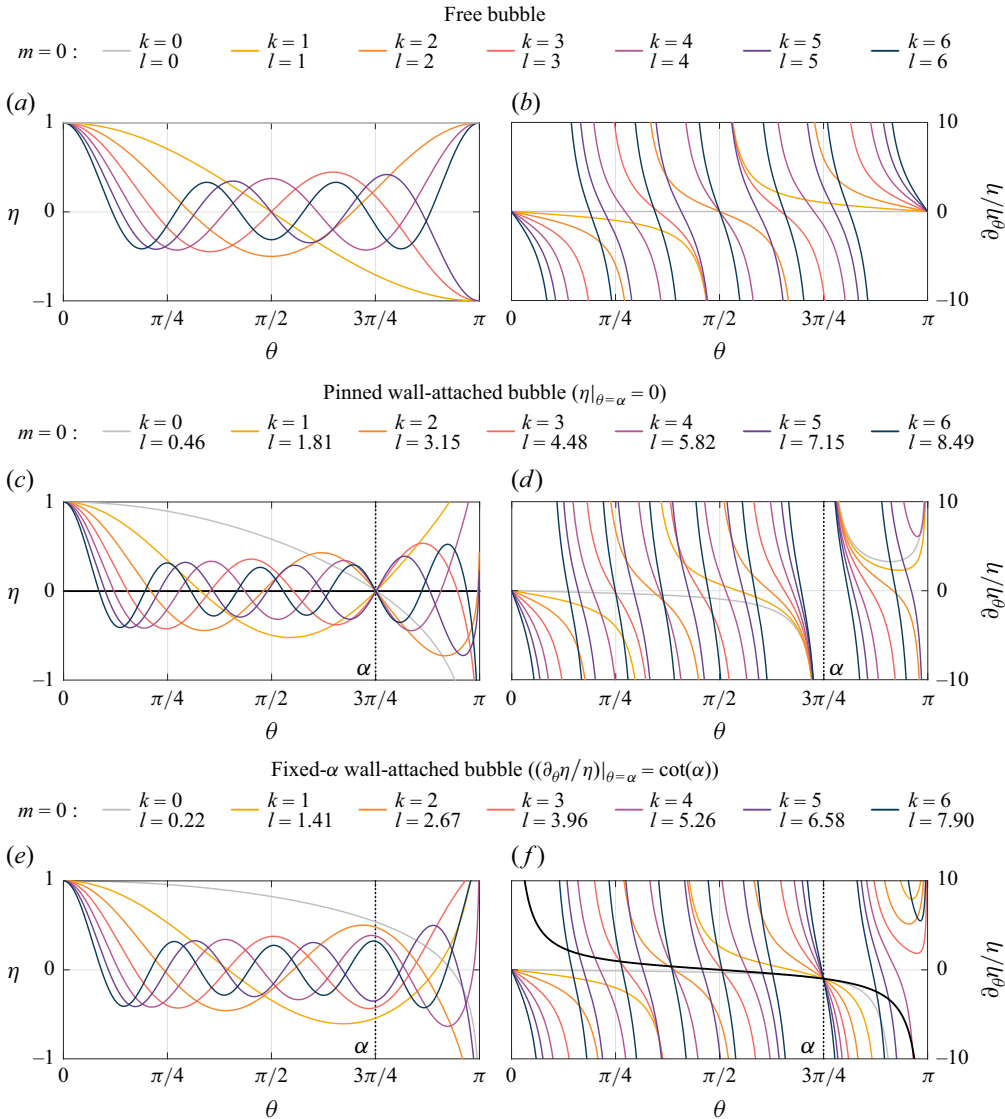 Free bubble
m = 0 :
k = 0 k = 1 k = 2 k = 3 k = 4 k = 5 k = 6
l = 0 l = 1 l = 2 l = 3 l = 4 l = 5 l = 6
(a) (b)
1 10
η 0 0 ∂θη/η
−1 −10
0 π/4 π/2 3π/4 π 0 π/4 π/2 3π/4 π
θ θ
Pinned wall-attached bubble (η|θ=α = 0)
m = 0 :
k = 0 k = 1 k = 2 k = 3 k = 4 k = 5 k = 6
l = 0.46 l = 1.81 l = 3.15 l = 4.48 l = 5.82 l = 7.15 l = 8.49
(c) (d)
1 10
η 0 0 ∂θη/η
α α
−1 −10
0 π/4 π/2 3π/4 π 0 π/4 π/2 3π/4 π
θ θ
Fixed-α wall-attached bubble ((∂θη/η)|θ=α = cot(α))
m = 0 :
k = 0 k = 1 k = 2 k = 3 k = 4 k = 5 k = 6
l = 0.22 l = 1.41 l = 2.67 l = 3.96 l = 5.26 l = 6.58 l = 7.90
(e) (f)
1 10
η 0 0 ∂θη/η
α α
−1 −10
0 π/4 π/2 3π/4 π 0 π/4 π/2 3π/4 π
θ θ